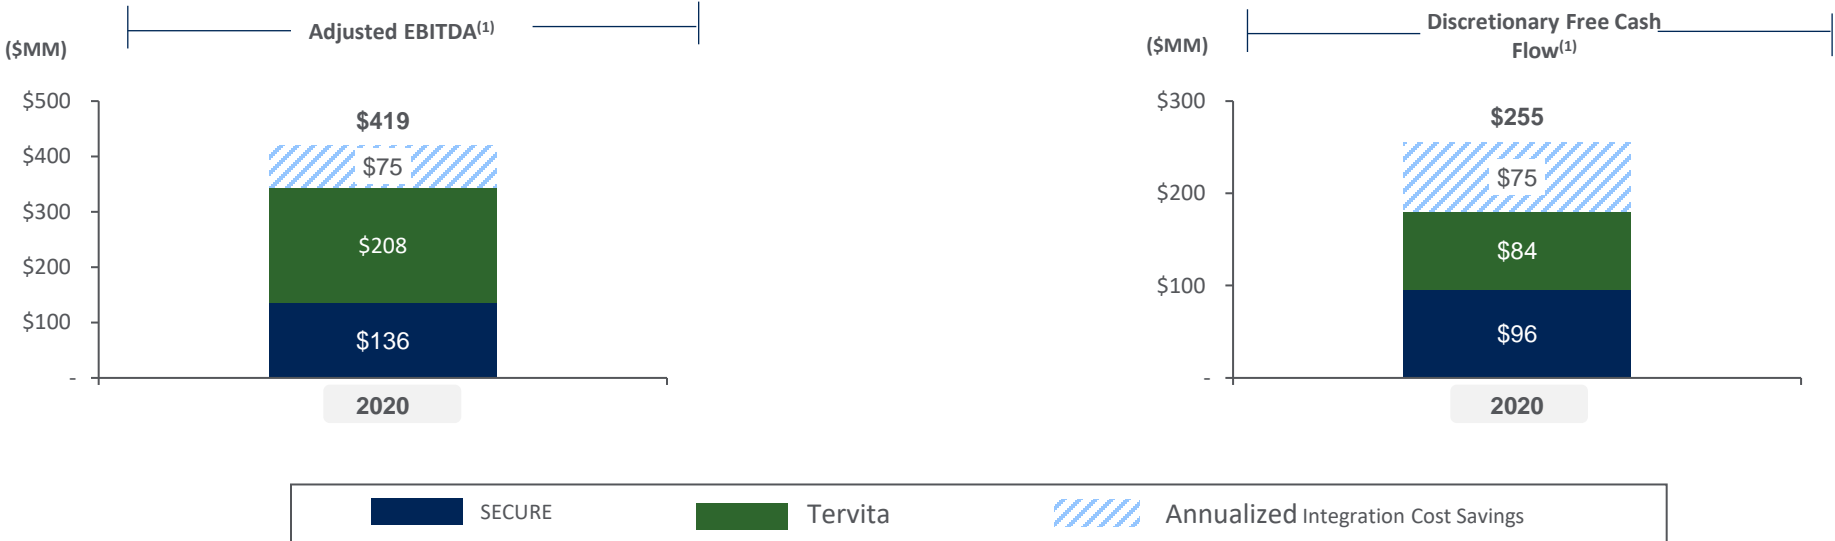 Adjusted EBITDA(1)
($MM)
$500
$400
$300
$200
$100
-
$419
$75
$208
$136
2020
Discretionary Free Cash
Flow(1)
($MM)
$300
$200
$100
-
$255
$75
$84
$96
2020
SECURE
Tervita
Annualized Integration Cost Savings